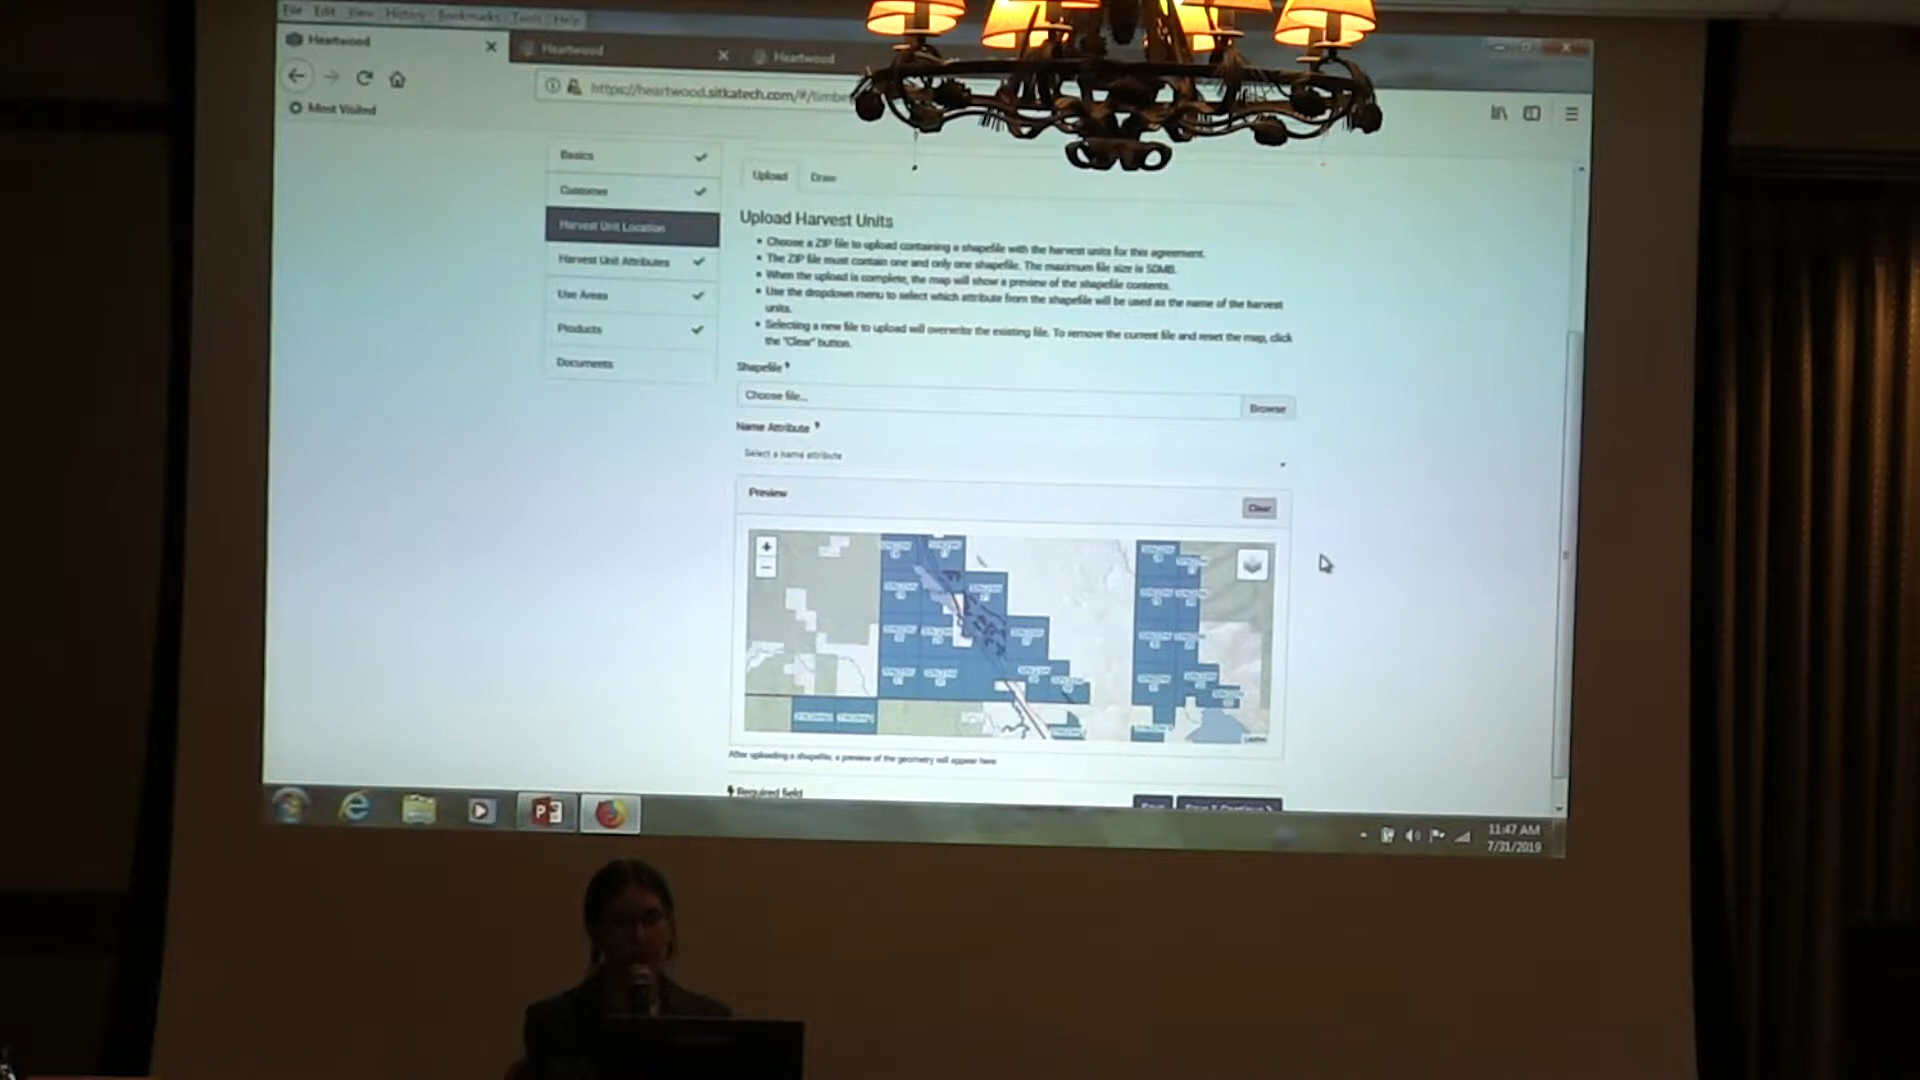 File Edit View History Bookmarks Tools Help
Heartwood
Heartwood
Heartwood
https://heartwood.sitkatech.com/#/timber
Most Visited
Basics
Customer
Harvest Unit Location
Harvest Unit Attributes
Use Areas
Products
Documents
Upload Draw
Upload Harvest Units
• Choose a ZIP file to upload containing a shapefile with the harvest units for this agreement.
• The ZIP file must contain one and only one shapefile. The maximum file size is 50MB.
• When the upload is complete, the map will show a preview of the shapefile contents.
• Use the dropdown menu to select which attribute from the shapefile will be used as the name of the harvest
units.
• Selecting a new file to upload will overwrite the existing file. To remove the current file and reset the map, click
the "Clear" button.
Shapefile
Choose file...
Browse
Name Attribute
Select a name attribute
Preview
Clear
+
−
After uploading a shapefile, a preview of the geometry will appear here
Required field
Save Save & Continue
11:47 AM
7/31/2019